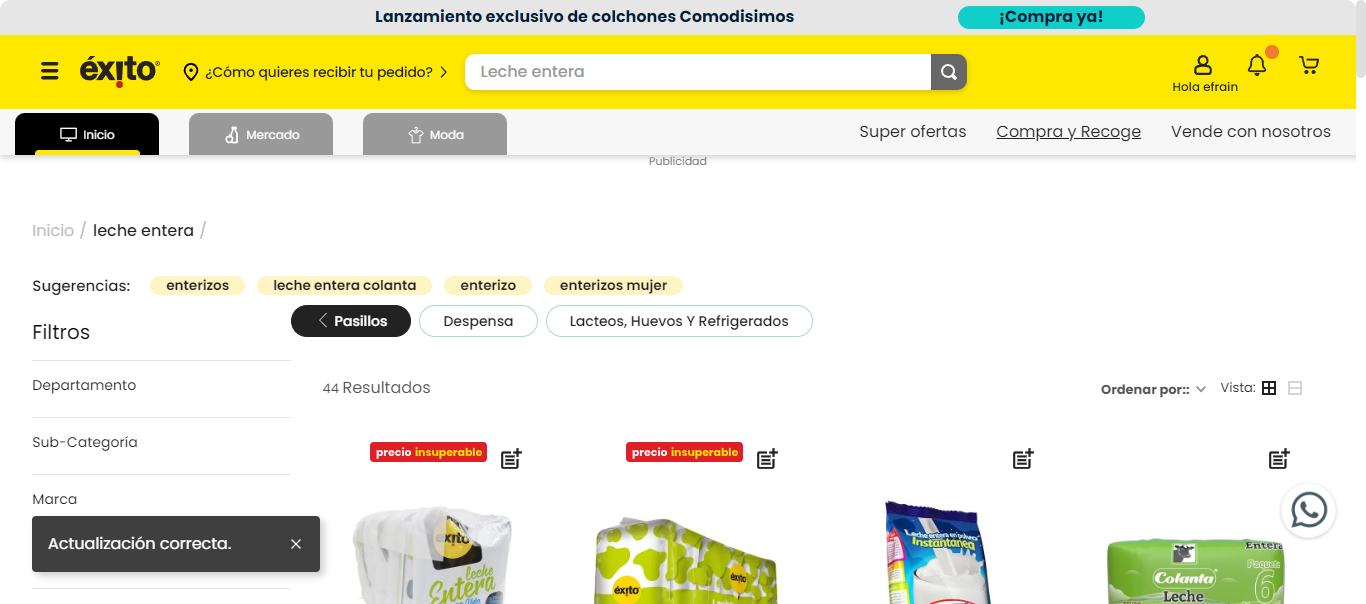 Lanzamiento exclusivo de colchones Comodisimos
¡Compra ya!
éxito
¿Cómo quieres recibir tu pedido?
Leche entera
Hola efrain
Inicio
Mercado
Moda
Super ofertas
Compra y Recoge
Vende con nosotros
Publicidad
Inicio / leche entera /
Sugerencias:
enterizos
leche entera colanta
enterizo
enterizos mujer
Filtros
Pasillos
Despensa
Lacteos, Huevos Y Refrigerados
Departamento
44 Resultados
Ordenar por::
Vista:
Sub-Categoría
precio insuperable
precio insuperable
Marca
Actualización correcta.
éxito
leche
Entera
éxito
éxito
Leche
Leche entera en polvo
Instantánea
Entera
Colanta
Leche
Paquete
6